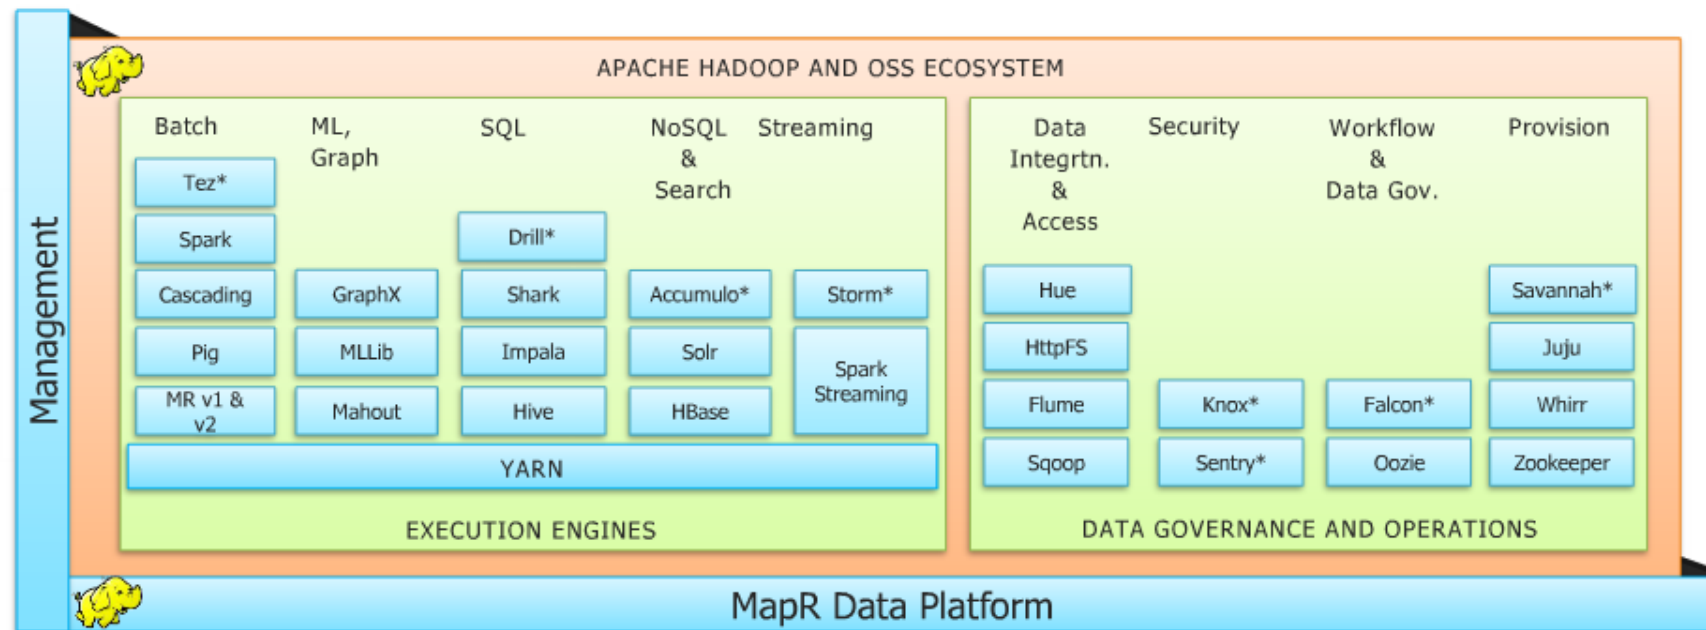 Management
APACHE HADOOP AND OSS ECOSYSTEM
Batch
Tez*
Spark
Cascading
Pig
MR v1 &
v2
ML,
Graph
GraphX
MLLib
Mahout
SQL
Drill*
Shark
Impala
Hive
NoSQL
&
Search
Accumulo*
Solr
HBase
Streaming
Storm*
Spark
Streaming
YARN
EXECUTION ENGINES
Data
Integrtn.
&
Access
Hue
HttpFS
Flume
Sqoop
Security
Knox*
Sentry*
Workflow
&
Data Gov.
Falcon*
Oozie
Provision
Savannah*
Juju
Whirr
Zookeeper
DATA GOVERNANCE AND OPERATIONS
MapR Data Platform